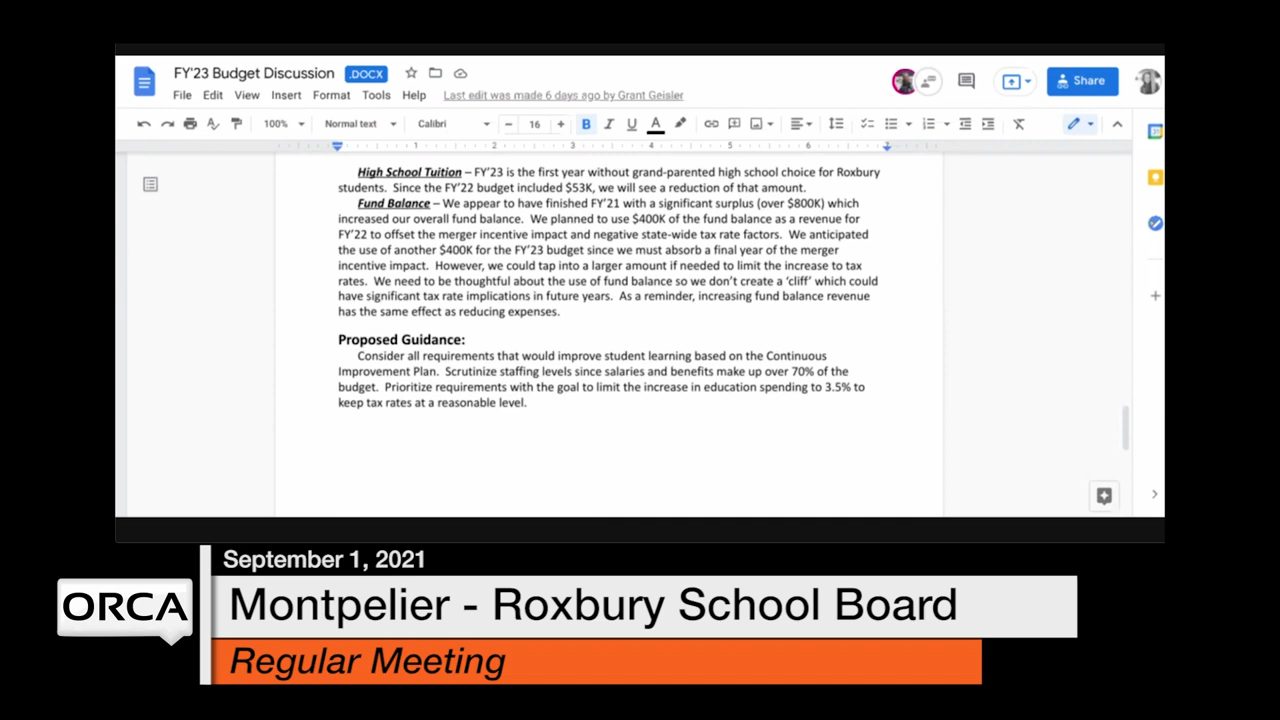 FY'23 Budget Discussion .DOCX
File Edit View Insert Format Tools Help Last edit was made 6 days ago by Grant Geisler
Share
100% Normal text Calibri 16 B I U A
1 2 3 4 5 6 7
High School Tuition – FY'23 is the first year without grand-parented high school choice for Roxbury
students. Since the FY'22 budget included $53K, we will see a reduction of that amount.
Fund Balance – We appear to have finished FY'21 with a significant surplus (over $800K) which
increased our overall fund balance. We planned to use $400K of the fund balance as a revenue for
FY'22 to offset the merger incentive impact and negative state-wide tax rate factors. We anticipated
the use of another $400K for the FY'23 budget since we must absorb a final year of the merger
incentive impact. However, we could tap into a larger amount if needed to limit the increase to tax
rates. We need to be thoughtful about the use of fund balance so we don't create a 'cliff' which could
have significant tax rate implications in future years. As a reminder, increasing fund balance revenue
has the same effect as reducing expenses.
Proposed Guidance:
Consider all requirements that would improve student learning based on the Continuous
Improvement Plan. Scrutinize staffing levels since salaries and benefits make up over 70% of the
budget. Prioritize requirements with the goal to limit the increase in education spending to 3.5% to
keep tax rates at a reasonable level.
September 1, 2021
ORCA
Montpelier - Roxbury School Board
Regular Meeting